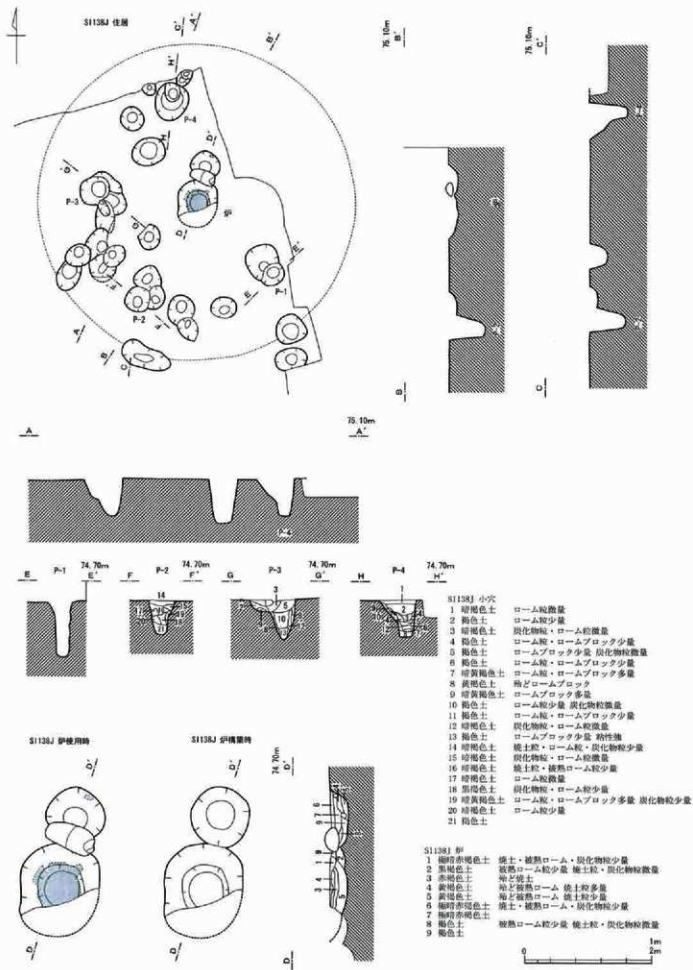 SI138J 住居
C' A'
B'
H'
P-4
H
D'
G'
P-3
G
炉
D
E'
P-1
E
F'
P-2
F
A
B
C
75.10m
B'
B
75.10m
C'
C
75.10m
A A'
P-4
74.70m 74.70m 74.70m 74.70m
E P-1 E' F P-2 F' G P-3 G' H P-4 H'
14
3
1
SI138J 小穴
1 暗褐色土 ローム粒微量
2 褐色土 ローム粒少量
3 暗褐色土 炭化物粒・ローム粒微量
4 褐色土 ローム粒・ロームブロック少量
5 褐色土 ロームブロック少量 炭化物粒微量
6 褐色土 ローム粒・ロームブロック少量
7 暗黄褐色土 ローム粒・ロームブロック多量
8 黄褐色土 殆どロームブロック
9 暗黄褐色土 ロームブロック多量
10 褐色土 ローム粒少量 炭化物粒微量
11 褐色土 ローム粒・ロームブロック少量
12 暗褐色土 炭化物粒・ローム粒微量
13 褐色土 ロームブロック少量 粘性強
14 暗褐色土 焼土粒・ローム粒・炭化物粒少量
15 暗褐色土 炭化物粒・ローム粒微量
16 暗褐色土 焼土粒・被熱ローム粒少量
17 暗褐色土 ローム粒微量
18 黒褐色土 炭化物粒・ローム粒少量
19 暗黄褐色土 ローム粒・ロームブロック多量 炭化物粒少量
20 暗褐色土 ローム粒少量
21 褐色土
SI138J 炉使用時
SI138J 炉構築時
D'
D
D'
D
74.70m
D'
D
SI138J 炉
1 極暗赤褐色土 焼土・被熱ローム・炭化物粒少量
2 黒褐色土 被熱ローム粒少量 焼土粒・炭化物粒微量
3 赤褐色土 殆ど焼土
4 黄褐色土 殆ど被熱ローム 焼土粒多量
5 黄褐色土 殆ど被熱ローム 焼土粒少量
6 極暗赤褐色土 焼土・被熱ローム・炭化物粒少量
7 極暗赤褐色土
8 褐色土 被熱ローム粒少量 焼土粒・炭化物粒微量
9 褐色土
1m
2m